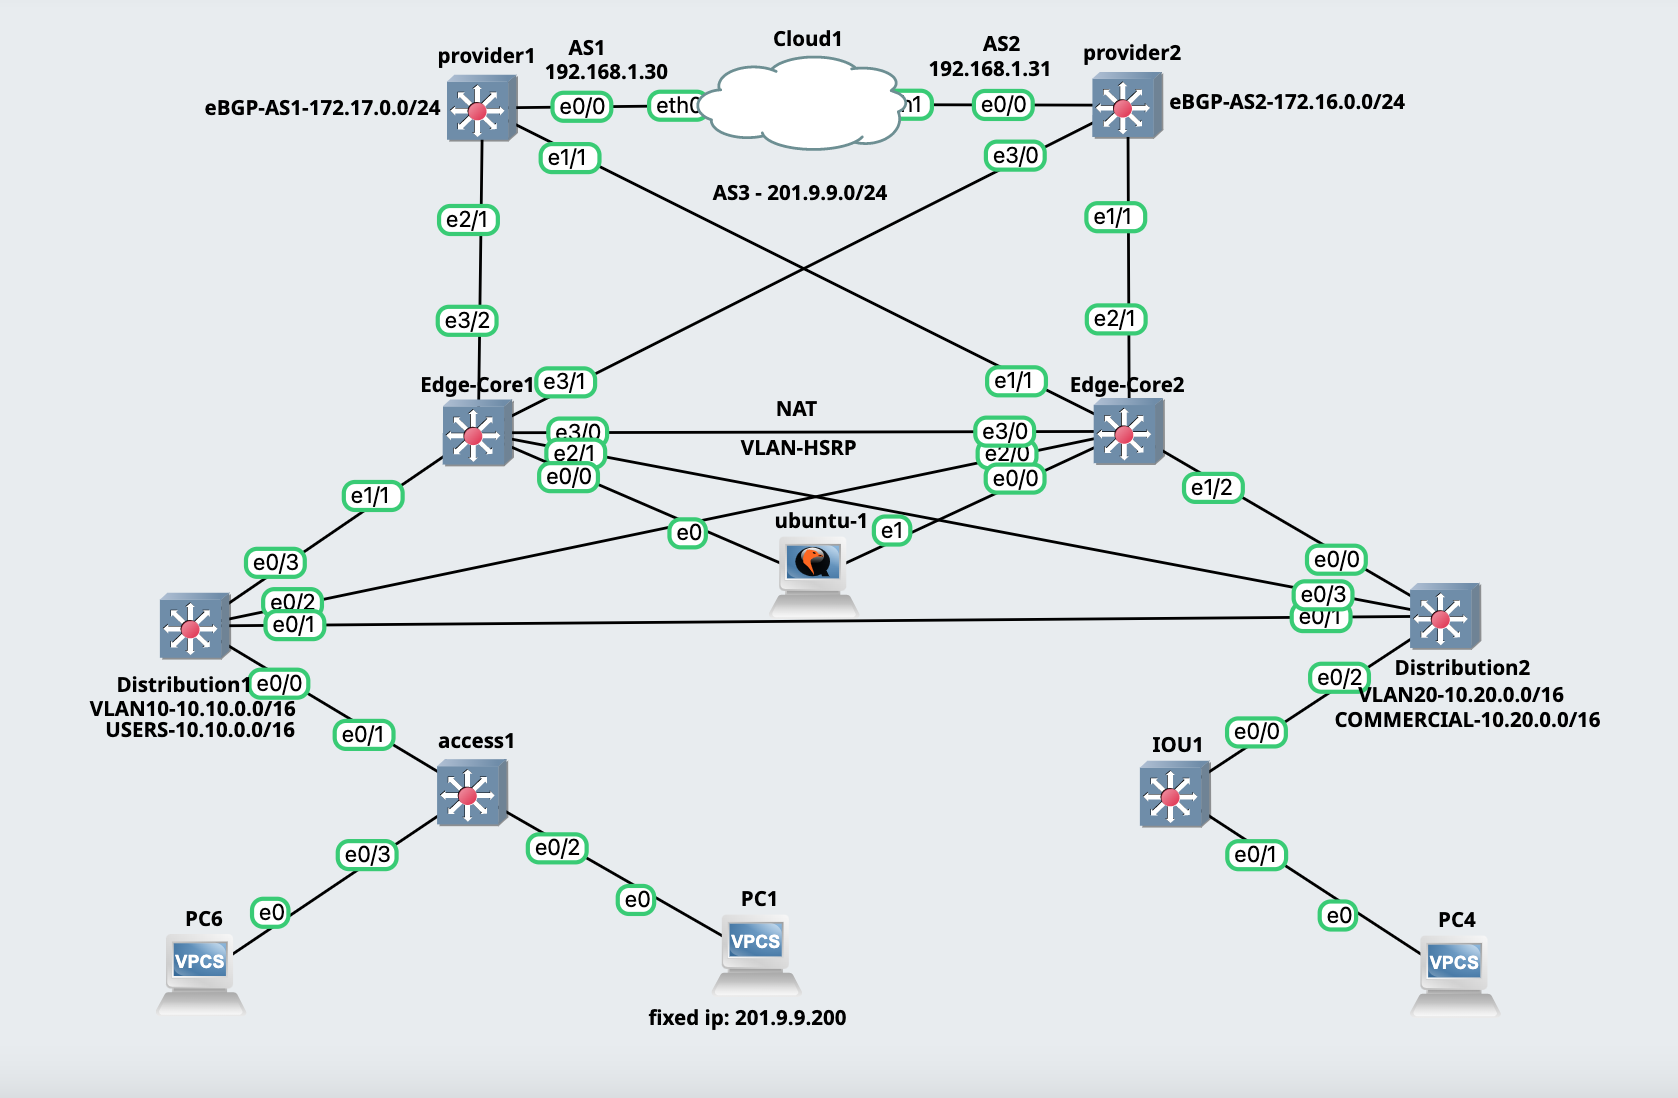 Cloud1
AS1
AS2
provider1
provider2
192.168.1.30
192.168.1.31
eBGP-AS1-172.17.0.0/24
e0/0
eth0
e0/0
eBGP-AS2-172.16.0.0/24
e1/1
e3/0
AS3 - 201.9.9.0/24
e2/1
e1/1
e3/2
e2/1
Edge-Core1
e3/1
e1/1
Edge-Core2
NAT
e3/0
e3/0
VLAN-HSRP
e2/1
e2/0
e0/0
e0/0
e1/1
e1/2
ubuntu-1
e0
e1
e0/3
e0/0
e0/2
e0/3
e0/1
e0/1
Distribution1
e0/0
Distribution2
e0/2
VLAN10-10.10.0.0/16
VLAN20-10.20.0.0/16
USERS-10.10.0.0/16
COMMERCIAL-10.20.0.0/16
e0/1
e0/0
access1
IOU1
e0/3
e0/2
e0/1
e0
e0
e0
PC6
PC1
PC4
VPCS
VPCS
VPCS
fixed ip: 201.9.9.200